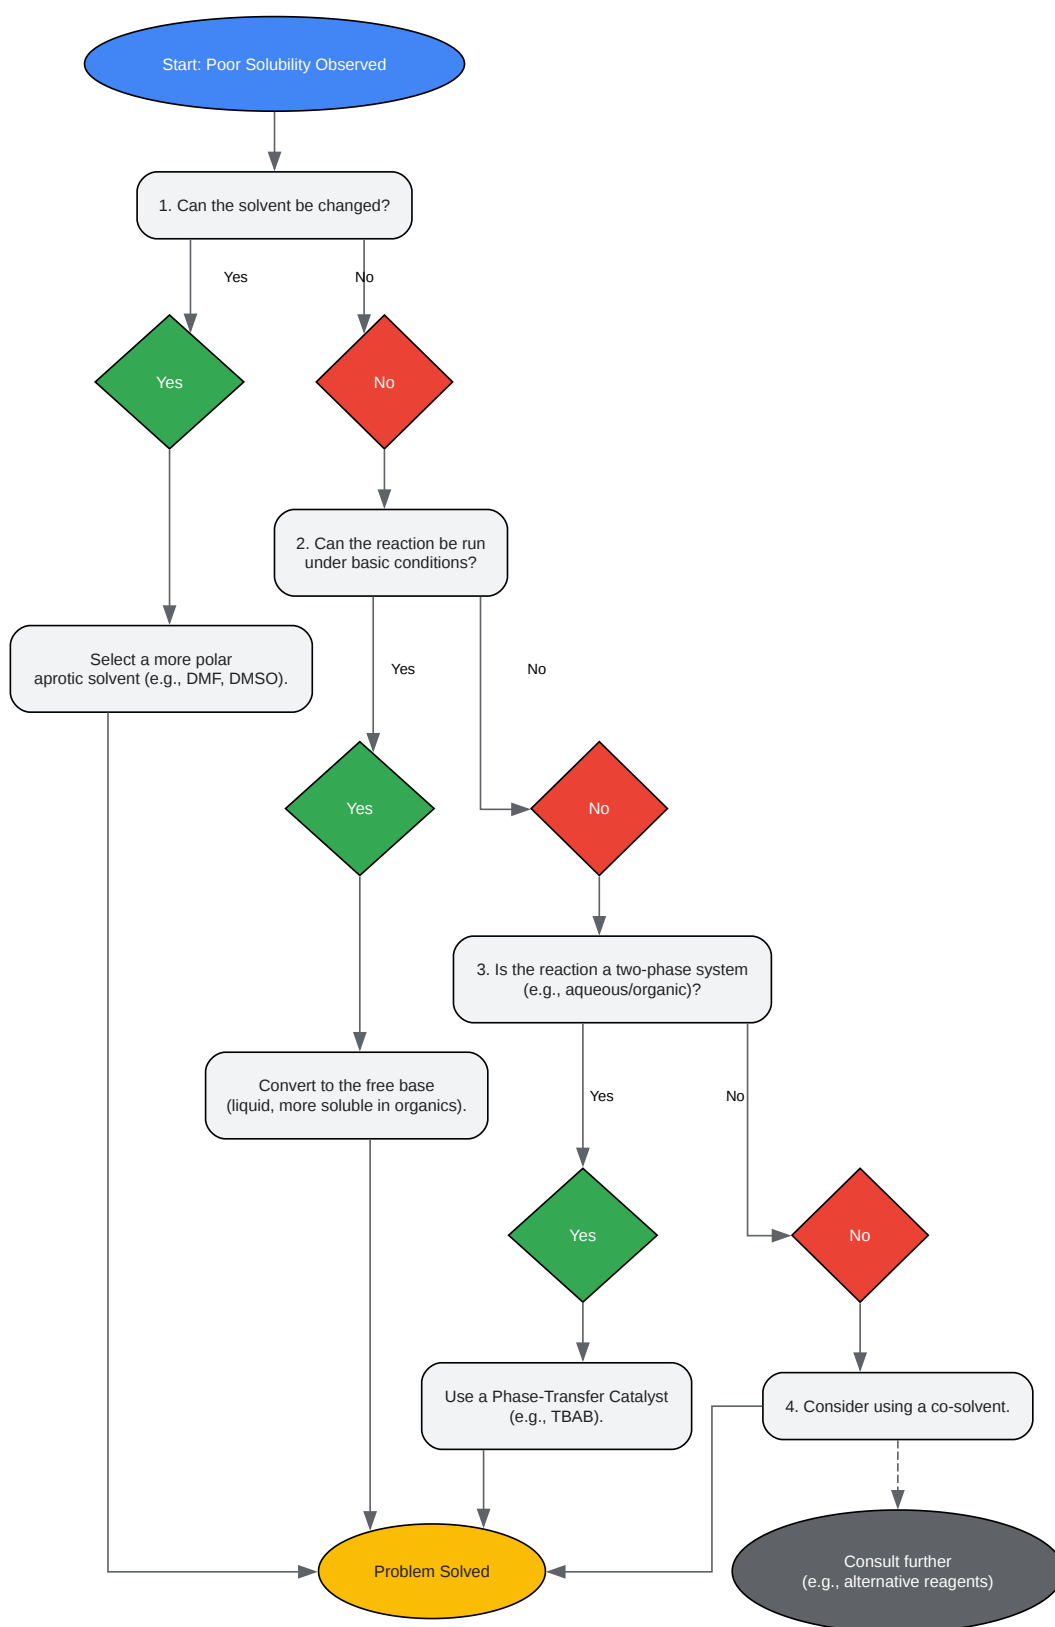 Start: Poor Solubility Observed
1. Can the solvent be changed?
Yes
No
Yes
No
2. Can the reaction be run
under basic conditions?
Select a more polar
aprotic solvent (e.g., DMF, DMSO).
Yes
No
Yes
No
3. Is the reaction a two-phase system
(e.g., aqueous/organic)?
Convert to the free base
(liquid, more soluble in organics).
Yes
No
Yes
No
Use a Phase-Transfer Catalyst
(e.g., TBAB).
4. Consider using a co-solvent.
Problem Solved
Consult further
(e.g., alternative reagents)